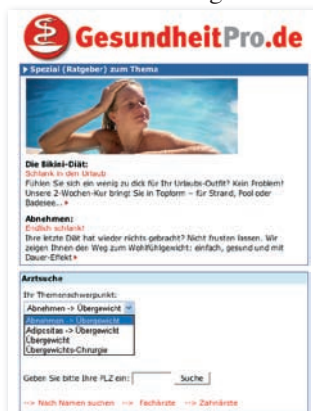 GesundheitPro.de
Spezial (Ratgeber) zum Thema
Die Bikini-Diät:
Schlank in den Urlaub
Fühlen Sie sich ein wenig zu dick für Ihr Urlaubs-Outfit? Kein Problem!
Unsere 2-Wochen-Kur bringt Sie in Topform – für Strand, Pool oder
Badesee...
Abnehmen:
Endlich schlank!
Ihre letzte Diät hat wieder nichts gebracht? Nicht frusten lassen. Wir
zeigen Ihnen den Weg zum Wohlfühlgewicht: einfach, gesund und mit
Dauer-Effekt
Arztsuche
Ihr Themenschwerpunkt:
Abnehmen -> Übergewicht
Abnehmen -> Übergewicht
Adipositas -> Übergewicht
Übergewicht
Übergewichts-Chirurgie
Geben Sie bitte Ihre PLZ ein: Suche
--> Nach Namen suchen --> Fachärzte --> Zahnärzte